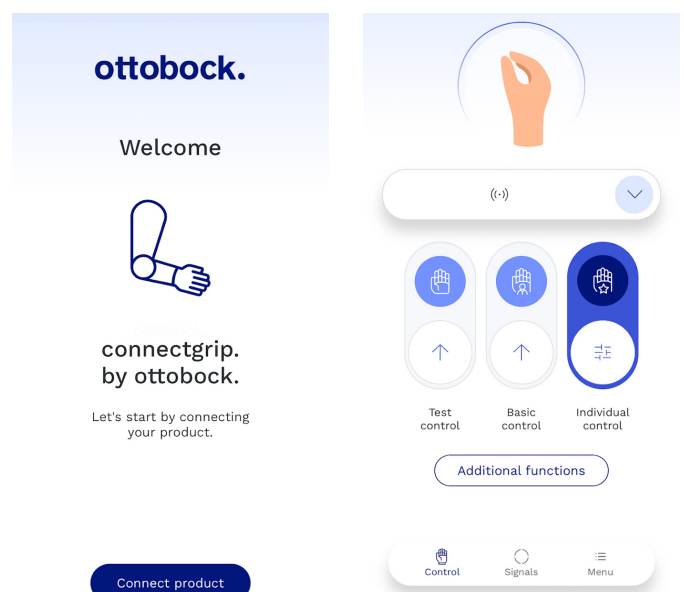 ottobock.
Welcome
connectgrip.
by ottobock.
Let's start by connecting
your product.
Connect product
Test
control
Basic
control
Individual
control
Additional functions
Control
Signals
Menu